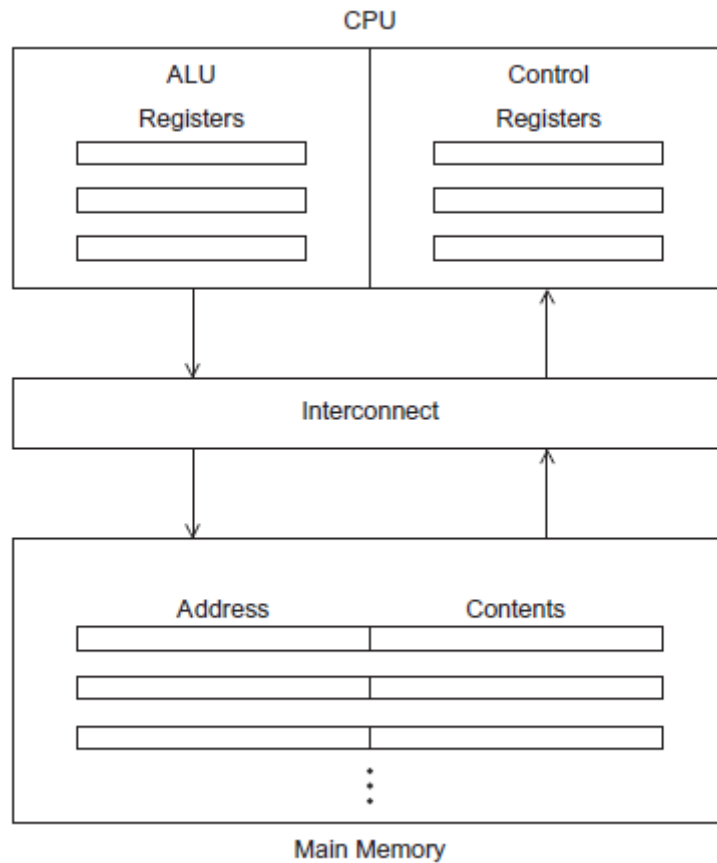 CPU
ALU
Control
Registers
Registers
Interconnect
Address
Contents
Main Memory